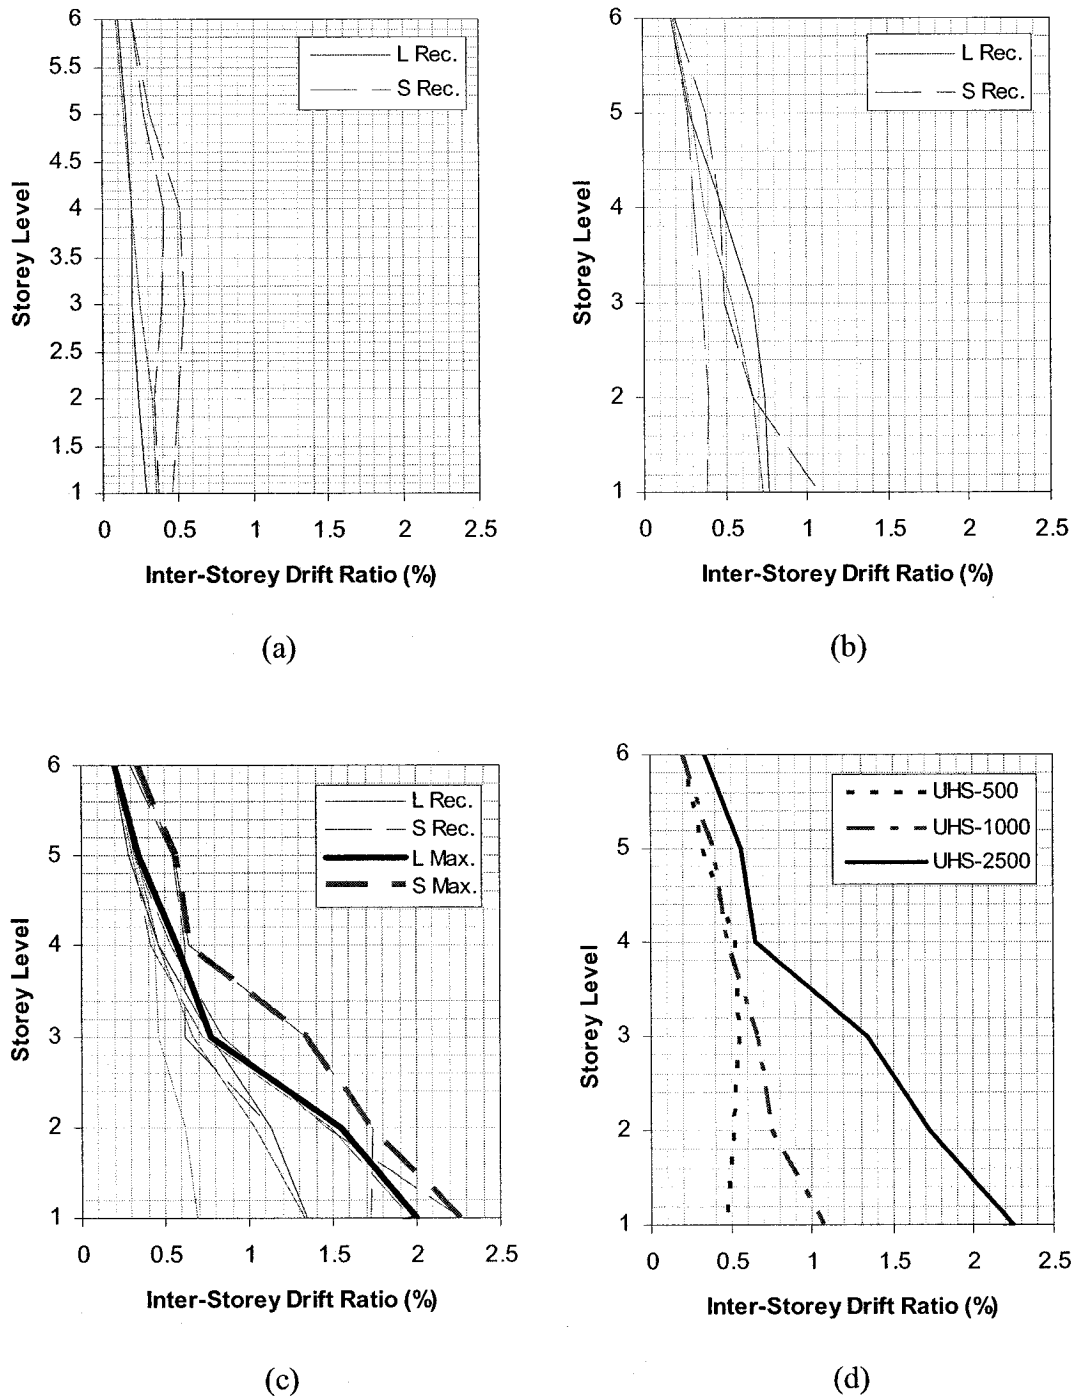 6
5.5
5
4.5
4
3.5
3
2.5
2
1.5
1
Storey Level
L Rec.
S Rec.
0 0.5 1 1.5 2 2.5
Inter-Storey Drift Ratio (%)
(a)
6
5
4
3
2
1
Storey Level
L Rec.
S Rec.
0 0.5 1 1.5 2 2.5
Inter-Storey Drift Ratio (%)
(b)
6
5
4
3
2
1
Storey Level
L Rec.
S Rec.
L Max.
S Max.
0 0.5 1 1.5 2 2.5
Inter-Storey Drift Ratio (%)
(c)
6
5
4
3
2
1
Storey Level
UHS-500
UHS-1000
UHS-2500
0 0.5 1 1.5 2 2.5
Inter-Storey Drift Ratio (%)
(d)